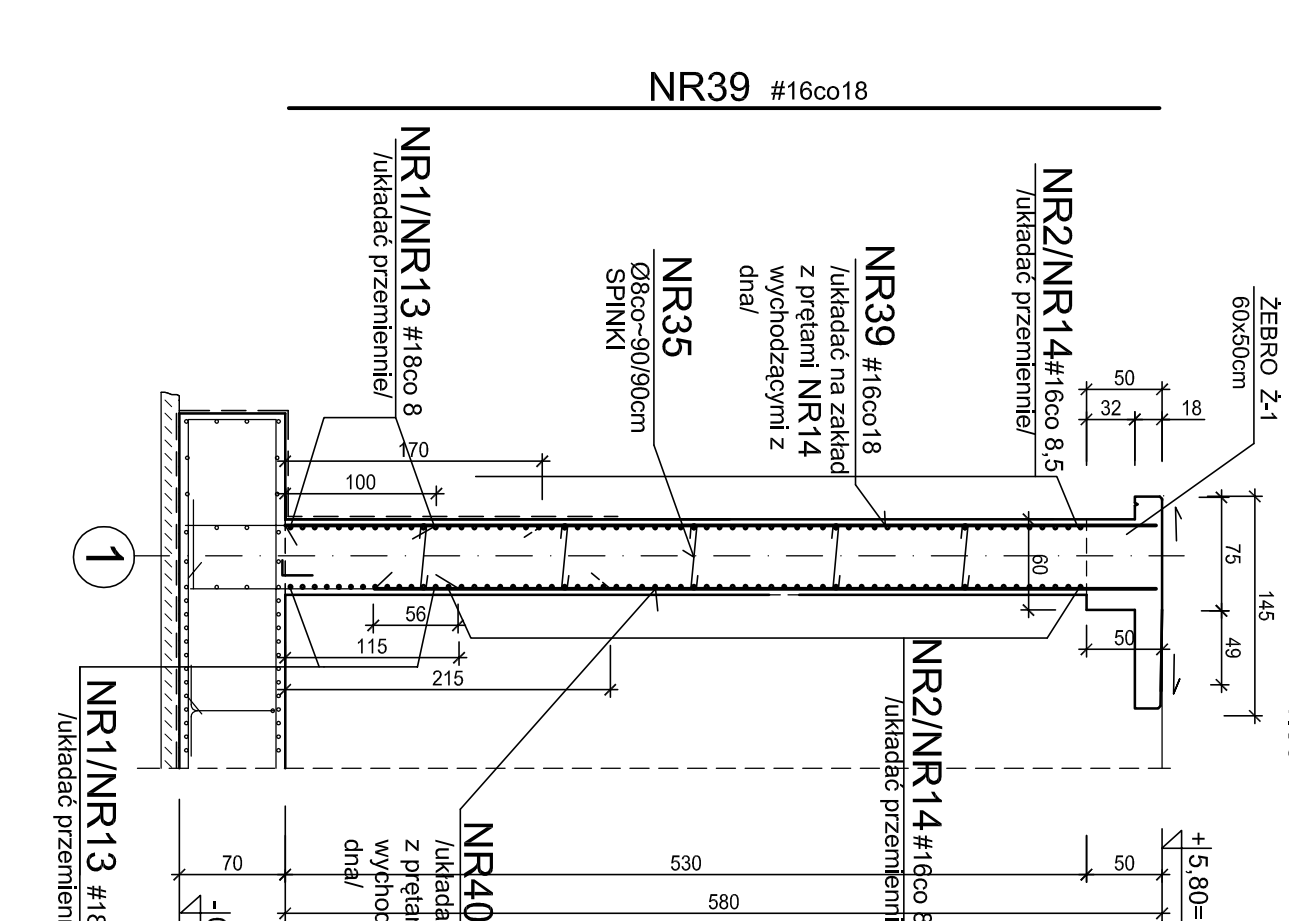 NR39 #16co18
NR1/NR13 #18co 8
/układać przemiennie/
NR35
Ø8co~90/90cm
SPINKI
NR39 #16co18
/układać na zakład
z prętami NR14
wychodzącymi z
dna/
NR2/NR14#16co 8,5
/układać przemiennie/
ŻEBRO Ż-1
60x50cm
50
32
18
170
100
1
60
75
145
49
56
115
50
215
NR1/NR13 #18
/układać przemienn
NR40
/układa
z pręta
wychod
dna/
NR2/NR14#16co 8
/układać przemienni
70
530
50
580
+5,80=